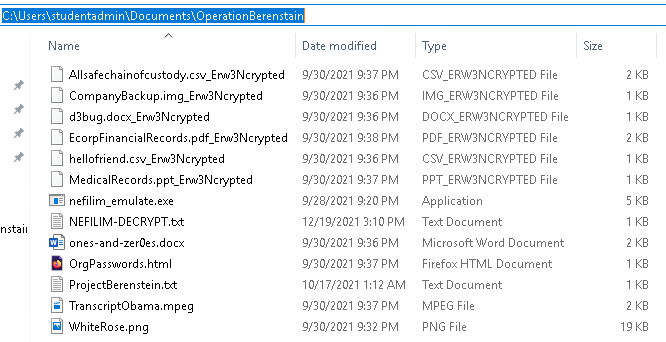 C:\Users\studentadmin\Documents\OperationBerenstain
Name Date modified Type Size
Allsafechainofcustody.csv_Erw3Ncrypted 9/30/2021 9:37 PM CSV_ERW3NCRYPTED File 2 KB
CompanyBackup.img_Erw3Ncrypted 9/30/2021 9:36 PM IMG_ERW3NCRYPTED File 1 KB
d3bug.docx_Erw3Ncrypted 9/30/2021 9:36 PM DOCX_ERW3NCRYPTED File 1 KB
EcorpFinancialRecords.pdf_Erw3Ncrypted 9/30/2021 9:38 PM PDF_ERW3NCRYPTED File 2 KB
hellofriend.csv_Erw3Ncrypted 9/30/2021 9:36 PM CSV_ERW3NCRYPTED File 1 KB
MedicalRecords.ppt_Erw3Ncrypted 9/30/2021 9:37 PM PPT_ERW3NCRYPTED File 1 KB
nefilim_emulate.exe 9/28/2021 9:20 PM Application 5 KB
NEFILIM-DECRYPT.txt 12/19/2021 3:10 PM Text Document 1 KB
ones-and-zer0es.docx 9/30/2021 9:36 PM Microsoft Word Document 2 KB
OrgPasswords.html 9/30/2021 9:37 PM Firefox HTML Document 1 KB
nstain ProjectBerenstein.txt 10/17/2021 1:12 AM Text Document 1 KB
TranscriptObama.mpeg 9/30/2021 9:37 PM MPEG File 2 KB
WhiteRose.png 9/30/2021 9:32 PM PNG File 19 KB